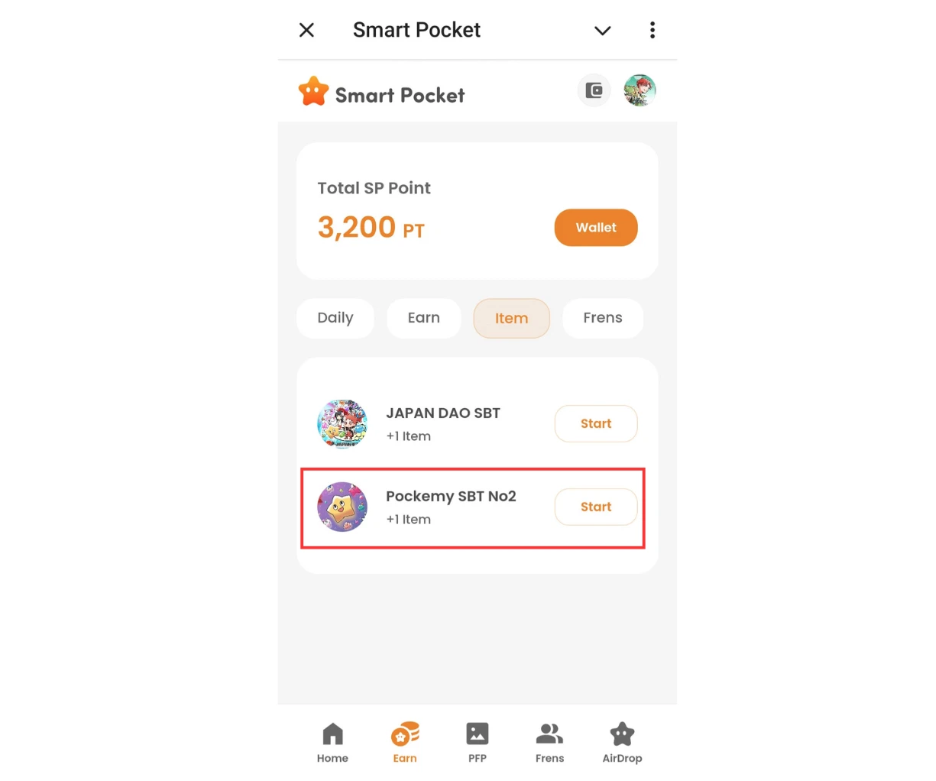 Smart Pocket
Smart Pocket
Total SP Point
3,200 PT
Wallet
Daily
Earn
Item
Frens
JAPAN DAO SBT
+1 Item
Start
Pockemy SBT No2
+1 Item
Start
Home
Earn
PFP
Frens
AirDrop